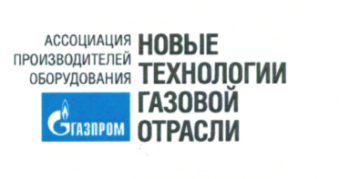 АССОЦИАЦИЯ
ПРОИЗВОДИТЕЛЕЙ
ОБОРУДОВАНИЯ
ГАЗПРОМ
НОВЫЕ
ТЕХНОЛОГИИ
ГАЗОВОЙ
ОТРАСЛИ